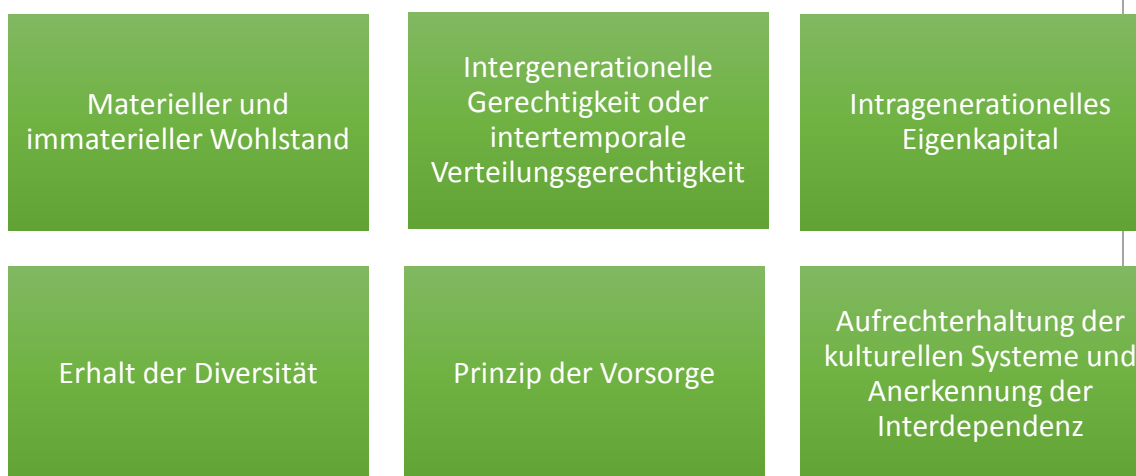 Materieller und
immaterieller Wohlstand
Intergenerationelle
Gerechtigkeit oder
intertemporale
Verteilungsgerechtigkeit
Intragenerationelles
Eigenkapital
Erhalt der Diversität
Prinzip der Vorsorge
Aufrechterhaltung der
kulturellen Systeme und
Anerkennung der
Interdependenz